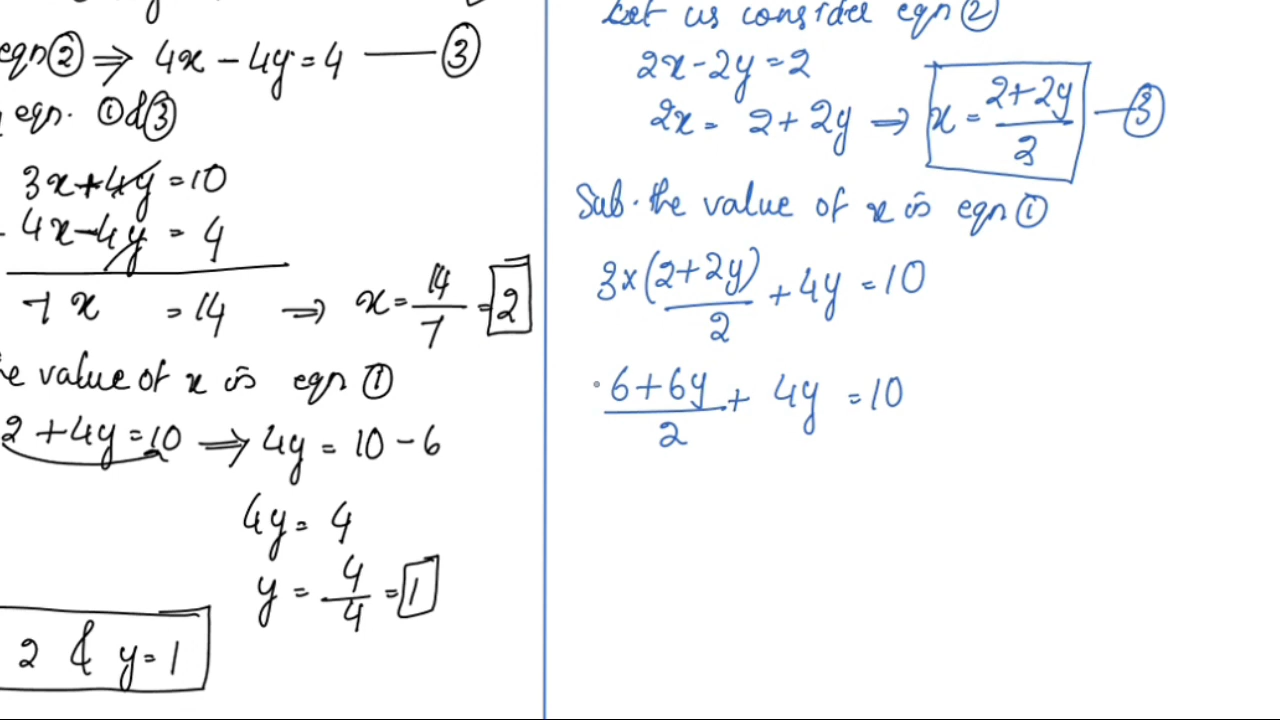 eqn ② ⇒ 4x - 4y = 4 —— ③
eqn. ① & ③
3x + 4y = 10
4x - 4y = 4
7x = 14 ⇒ x = 14/7 = 2
value of x in eqn ①
2 + 4y = 10 ⇒ 4y = 10 - 6
4y = 4
y = 4/4 = 1
2 & y = 1
Let us consider eqn ②
2x - 2y = 2
2x = 2 + 2y ⇒ x = (2 + 2y)/2 — ③
Sub. the value of x in eqn ①
3 × (2 + 2y)/2 + 4y = 10
(6 + 6y)/2 + 4y = 10